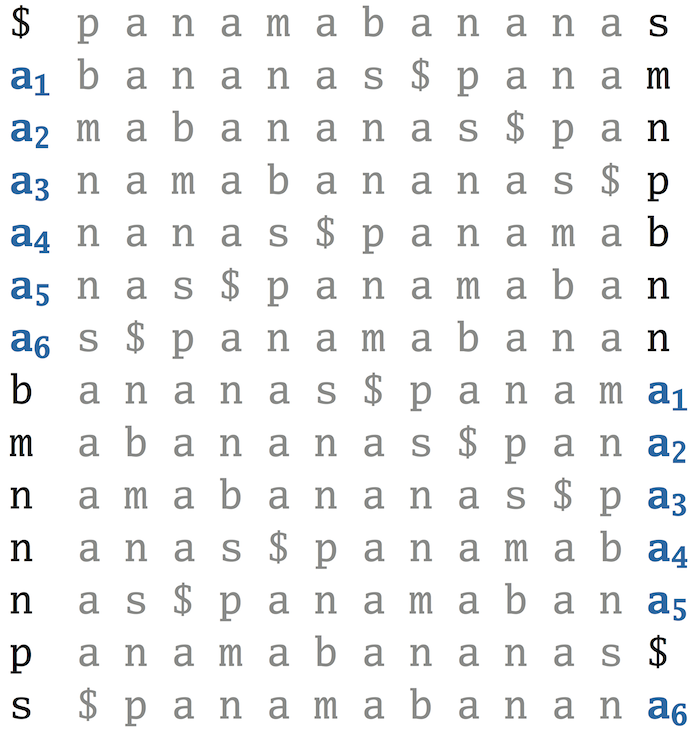 $ p a n a m a b a n a n a s
a₁ b a n a n a s $ p a n a m
a₂ m a b a n a n a s $ p a n
a₃ n a m a b a n a n a s $ p
a₄ n a n a s $ p a n a m a b
a₅ n a s $ p a n a m a b a n
a₆ s $ p a n a m a b a n a n
b a n a n a s $ p a n a m a₁
m a b a n a n a s $ p a n a₂
n a m a b a n a n a s $ p a₃
n a n a s $ p a n a m a b a₄
n a s $ p a n a m a b a n a₅
p a n a m a b a n a n a s $
s $ p a n a m a b a n a n a₆